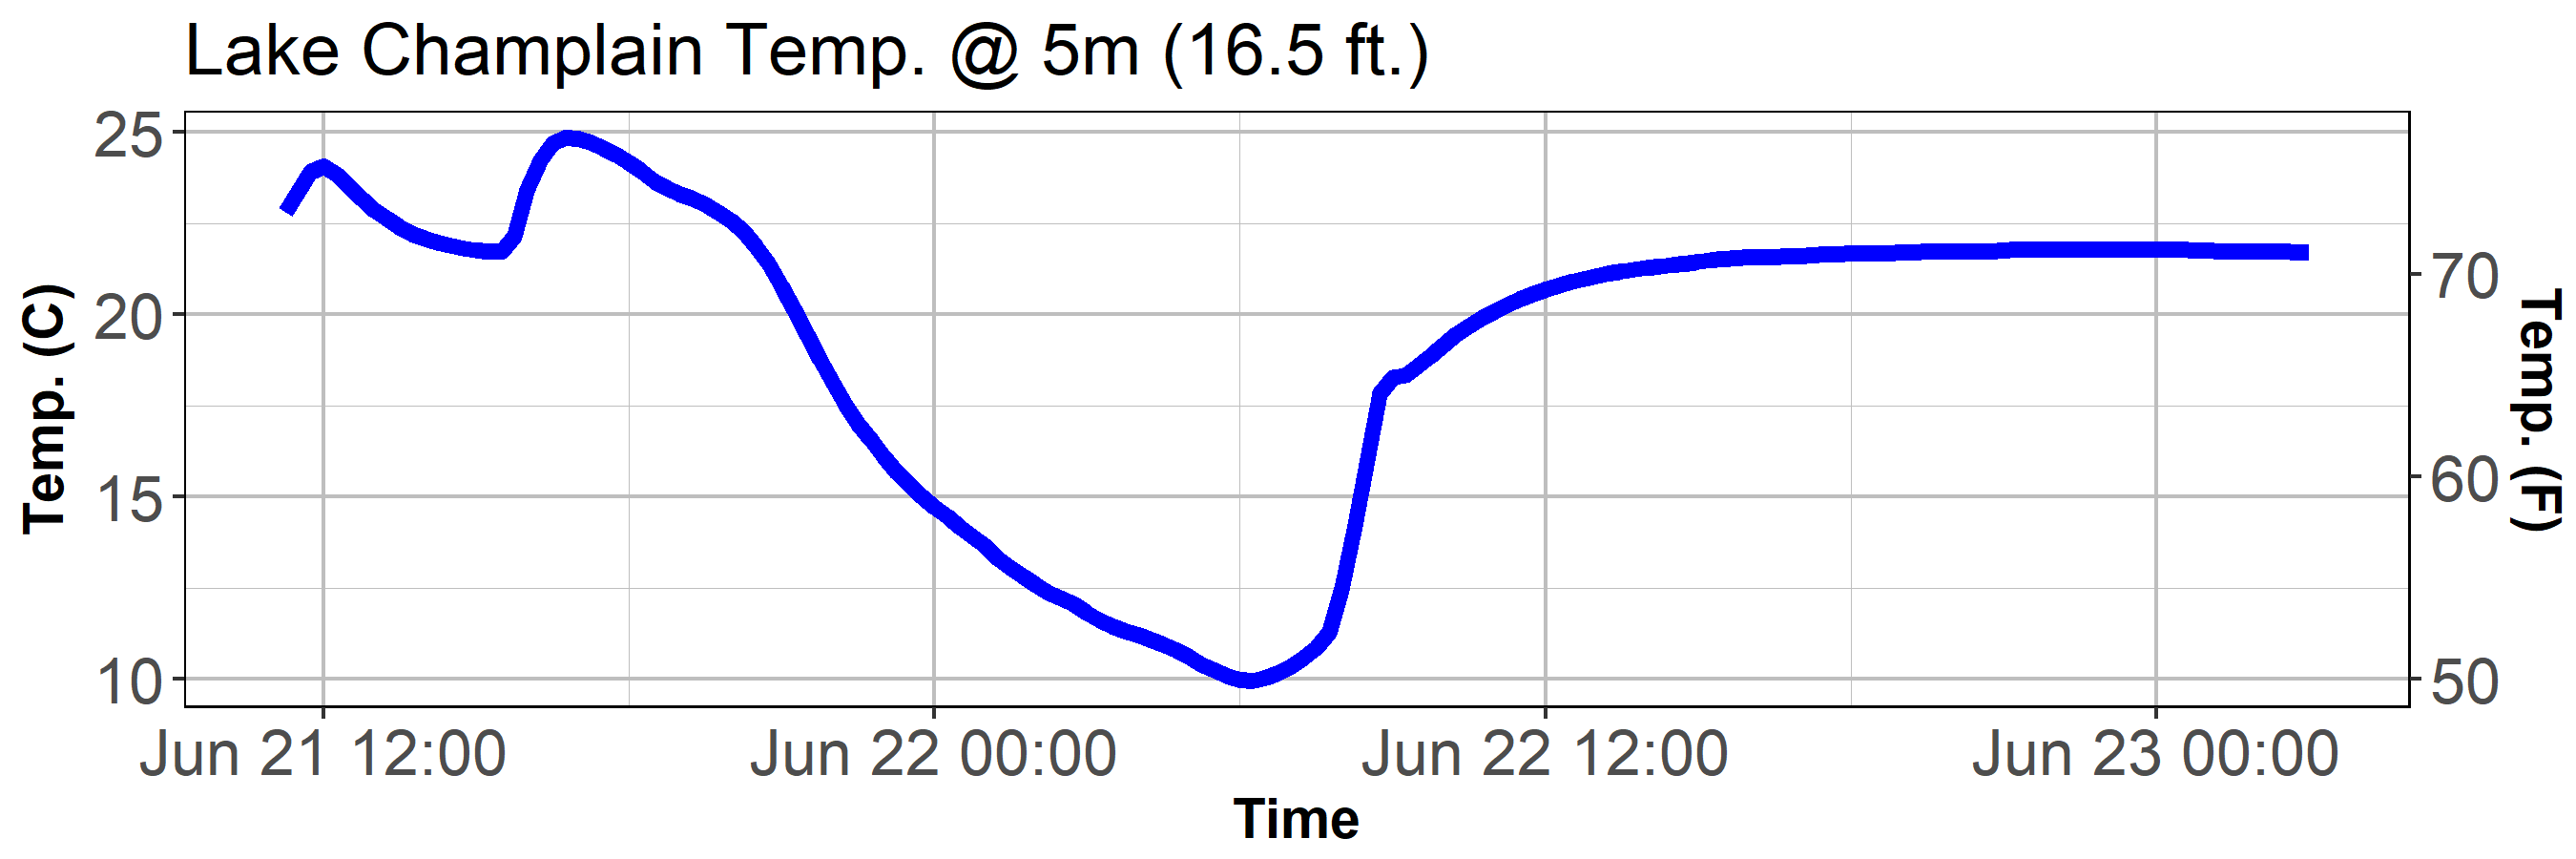 Lake Champlain Temp. @ 5m (16.5 ft.)
Temp. (C)
25
20
15
10
70
60
50
Temp. (F)
Jun 21 12:00 Jun 22 00:00 Jun 22 12:00 Jun 23 00:00
Time